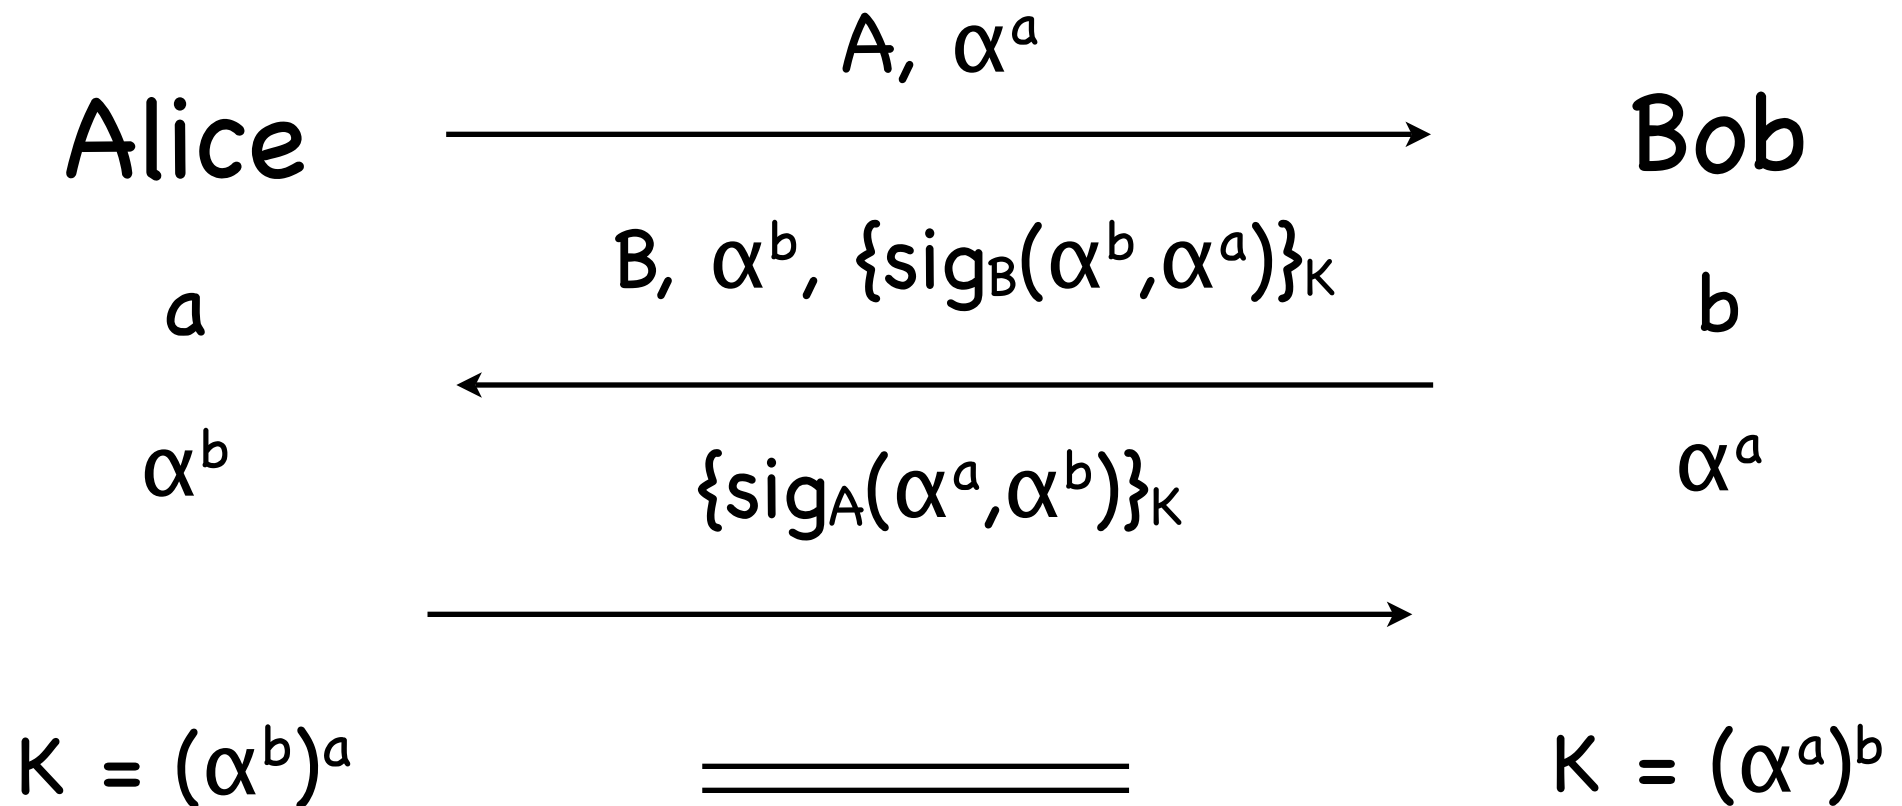 A, αᵃ
Alice Bob
B, αᵇ, {sig_B(αᵇ,αᵃ)}_K
a b
αᵇ {sig_A(αᵃ,αᵇ)}_K αᵃ
K = (αᵇ)ᵃ K = (αᵃ)ᵇ